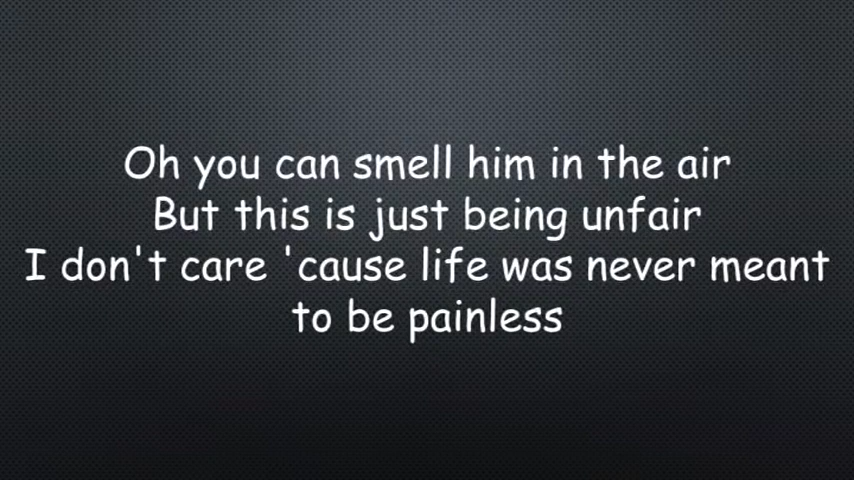 Oh you can smell him in the air
But this is just being unfair
I don't care 'cause life was never meant
to be painless